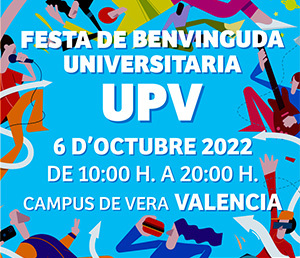 FESTA DE BENVINGUDA
UNIVERSITARIA
UPV
6 D'OCTUBRE 2022
DE 10:00 H. A 20:00 H.
CAMPUS DE VERA VALENCIA